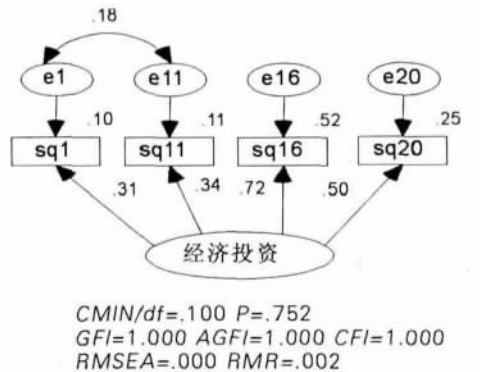 .18
e1 e11 e16 e20
.10 .11 .52 .25
sq1 sq11 sq16 sq20
.31 .34 .72 .50
经济投资
CMIN/df=.100 P=.752
GFI=1.000 AGFI=1.000 CFI=1.000
RMSEA=.000 RMR=.002